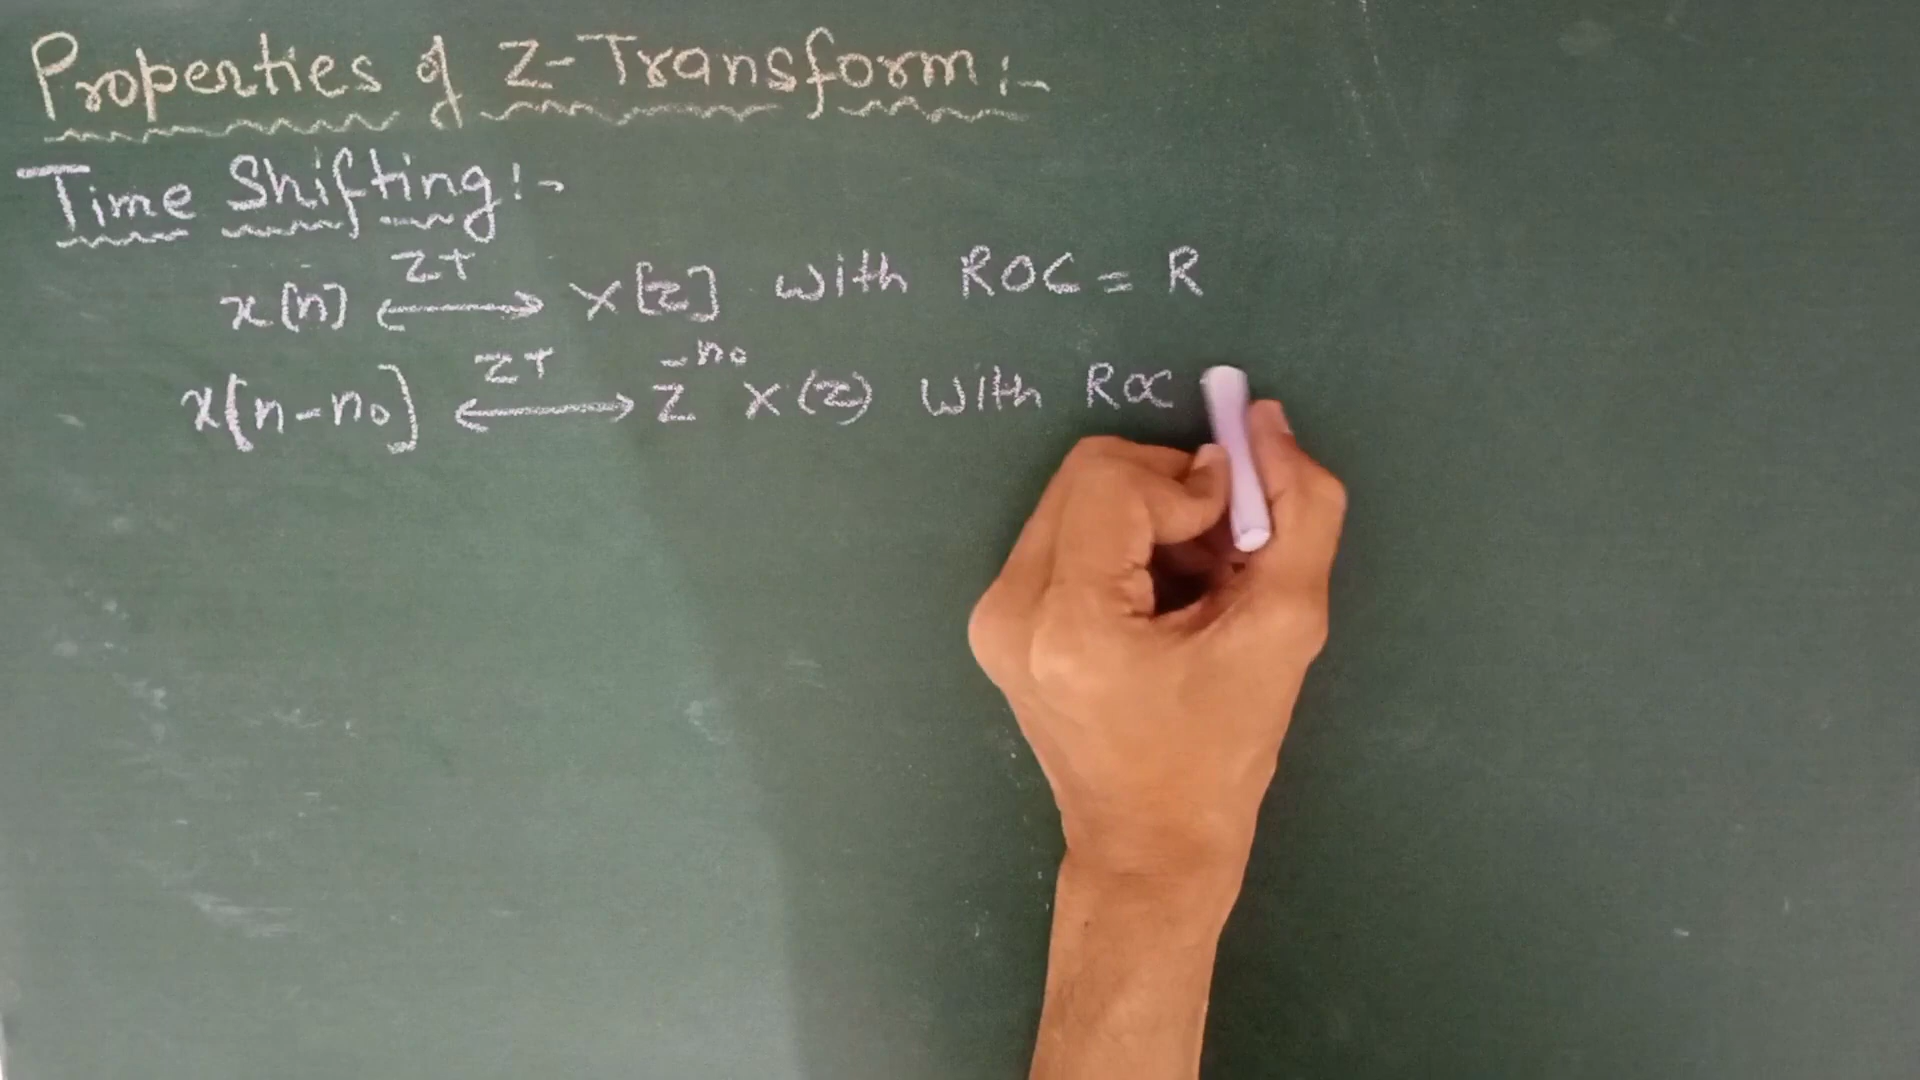 Properties of Z-Transform:-
Time Shifting:-
x[n] <-ZT-> X[z] with ROC = R
x[n-n₀] <-ZT-> z^-n₀ X(z) with ROC